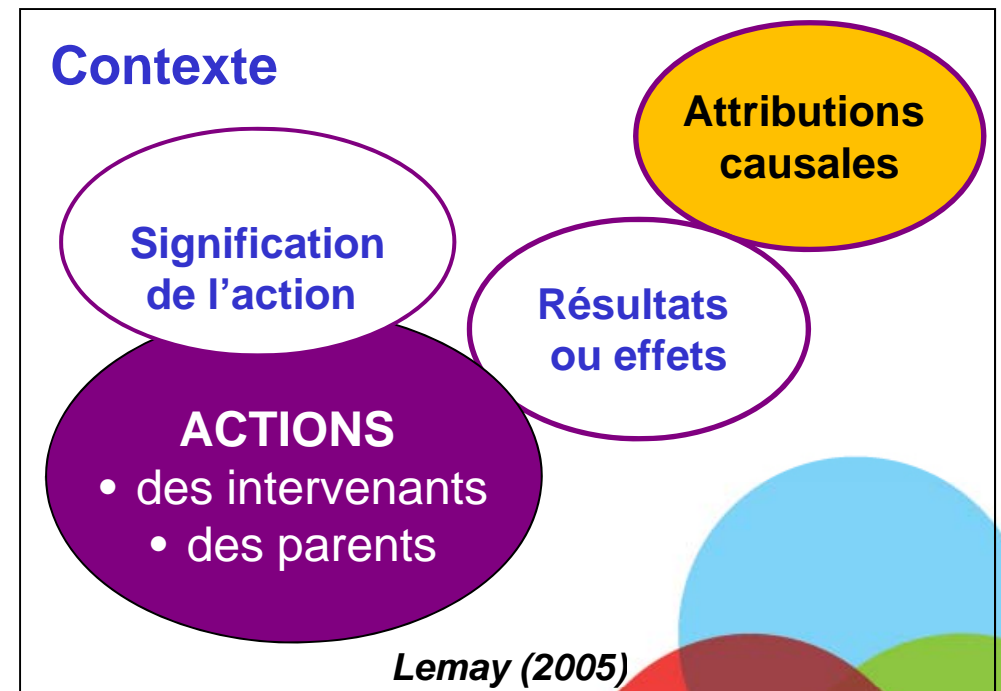 Contexte
Attributions
causales
Signification
de l’action
Résultats
ou effets
ACTIONS
• des intervenants
• des parents
Lemay (2005)